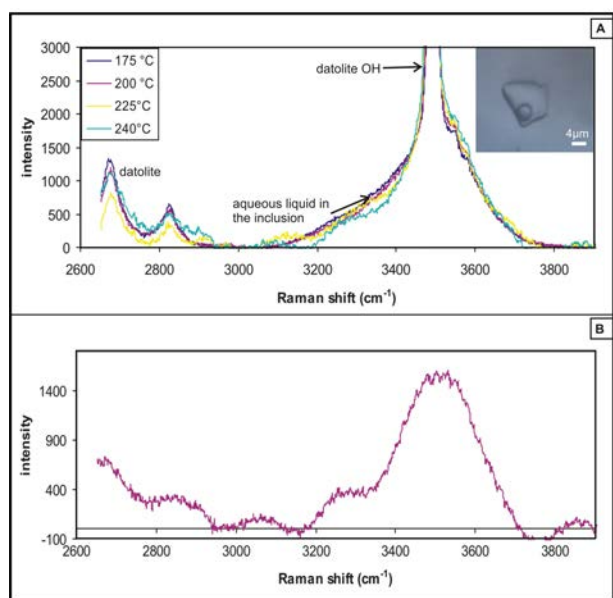 A
3000
2500
2000
1500
1000
500
0
intensity
175 °C
200 °C
225°C
240°C
datolite
datolite OH
aqueous liquid in
the inclusion
4µm
2600 2800 3000 3200 3400 3600 3800
Raman shift (cm-1)
B
1400
900
400
-100
intensity
2600 2800 3000 3200 3400 3600 3800
Raman shift (cm-1)